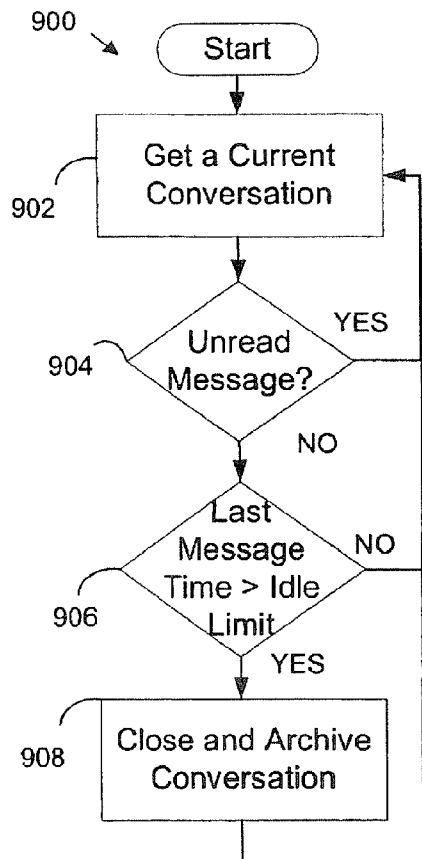 900
Start
Get a Current
Conversation
902
YES
Unread
Message?
904
NO
Last
Message
Time > Idle
Limit
NO
906
YES
Close and Archive
Conversation
908